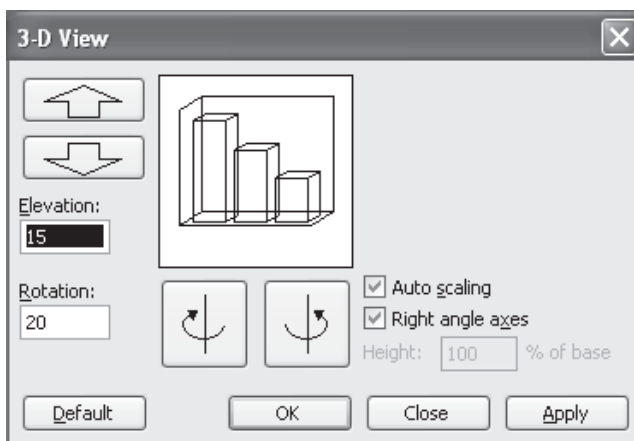 3-D View
Elevation:
15
Rotation:
20
Auto scaling
Right angle axes
Height: 100 % of base
Default OK Close Apply